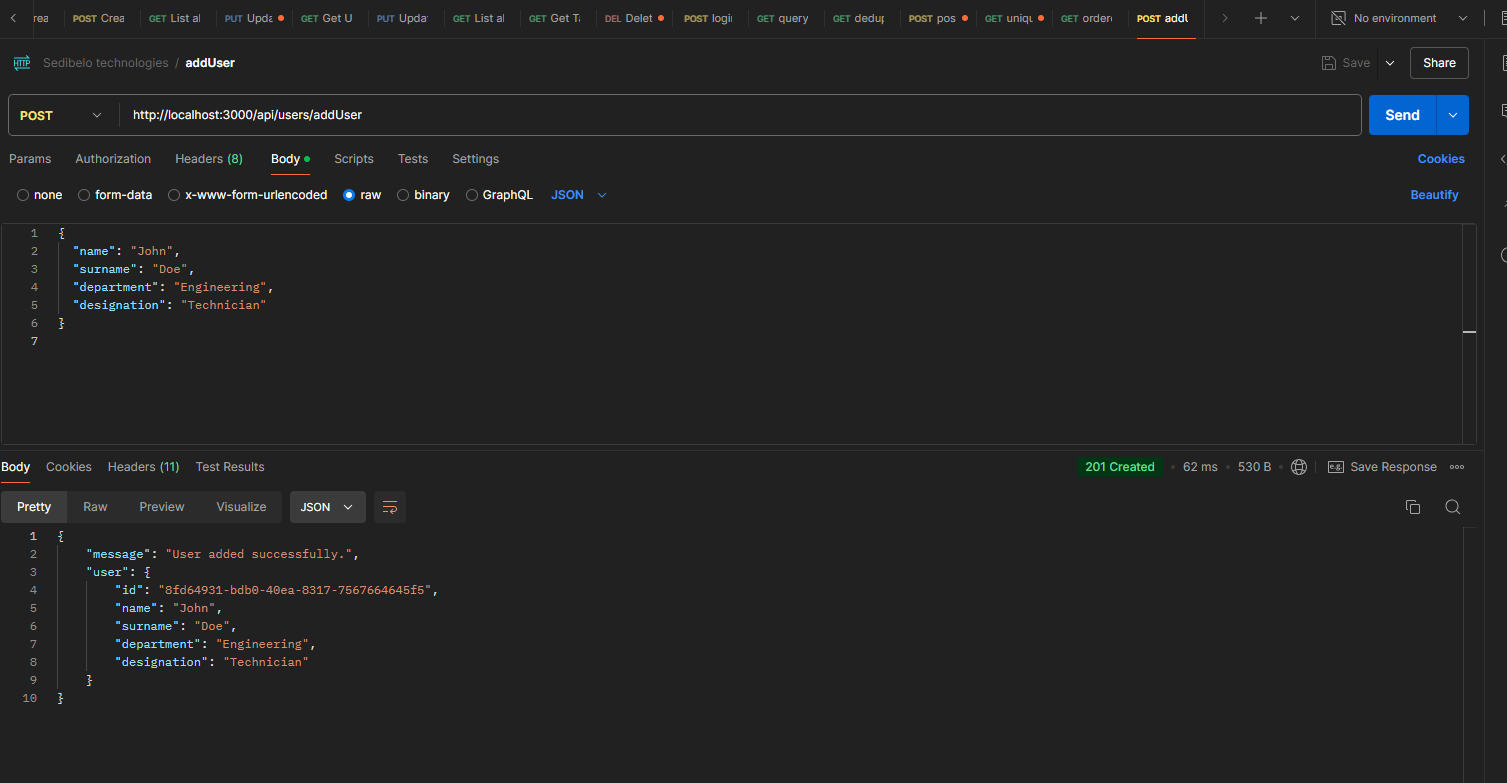 POST Crea GET List al PUT Upda GET Get U PUT Updat GET List al GET Get Ta DEL Delet POST logi GET query GET dedup POST pos GET uniqu GET order POST addU No environment
HTTP Sedibelo technologies / addUser Save Share
POST http://localhost:3000/api/users/addUser Send
Params Authorization Headers (8) Body Scripts Tests Settings Cookies
none form-data x-www-form-urlencoded raw binary GraphQL JSON Beautify
1 {
2 "name": "John",
3 "surname": "Doe",
4 "department": "Engineering",
5 "designation": "Technician"
6 }
7
Body Cookies Headers (11) Test Results 201 Created 62 ms 530 B e.g. Save Response
Pretty Raw Preview Visualize JSON
1 {
2 "message": "User added successfully.",
3 "user": {
4 "id": "8fd64931-bdb0-40ea-8317-7567664645f5",
5 "name": "John",
6 "surname": "Doe",
7 "department": "Engineering",
8 "designation": "Technician"
9 }
10 }